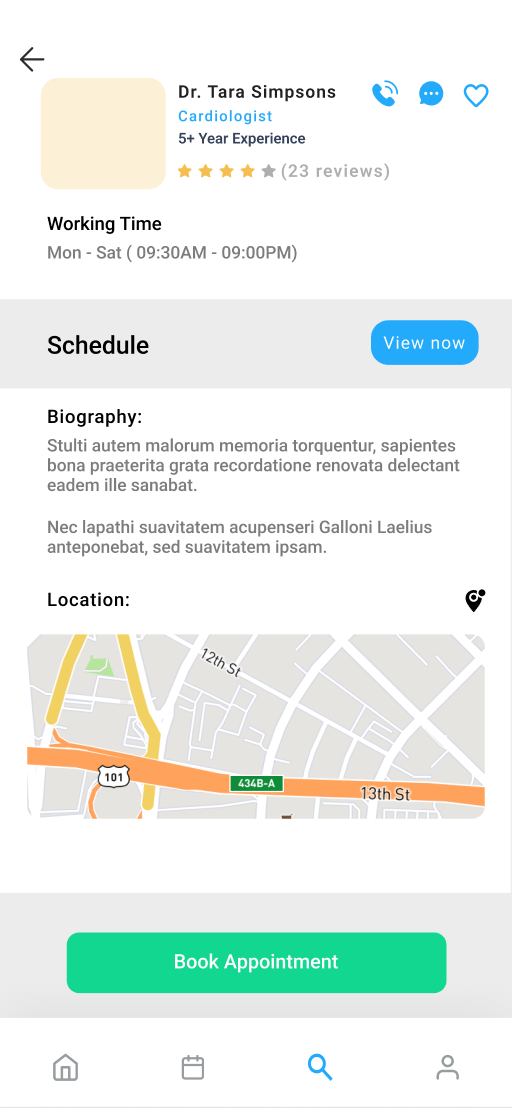 Dr. Tara Simpsons
Cardiologist
5+ Year Experience
(23 reviews)
Working Time
Mon - Sat ( 09:30AM - 09:00PM)
Schedule
View now
Biography:
Stulti autem malorum memoria torquentur, sapientes
bona praeterita grata recordatione renovata delectant
eadem ille sanabat.
Nec lapathi suavitatem acupenseri Galloni Laelius
anteponebat, sed suavitatem ipsam.
Location:
12th St
101
434B-A
13th St
Book Appointment